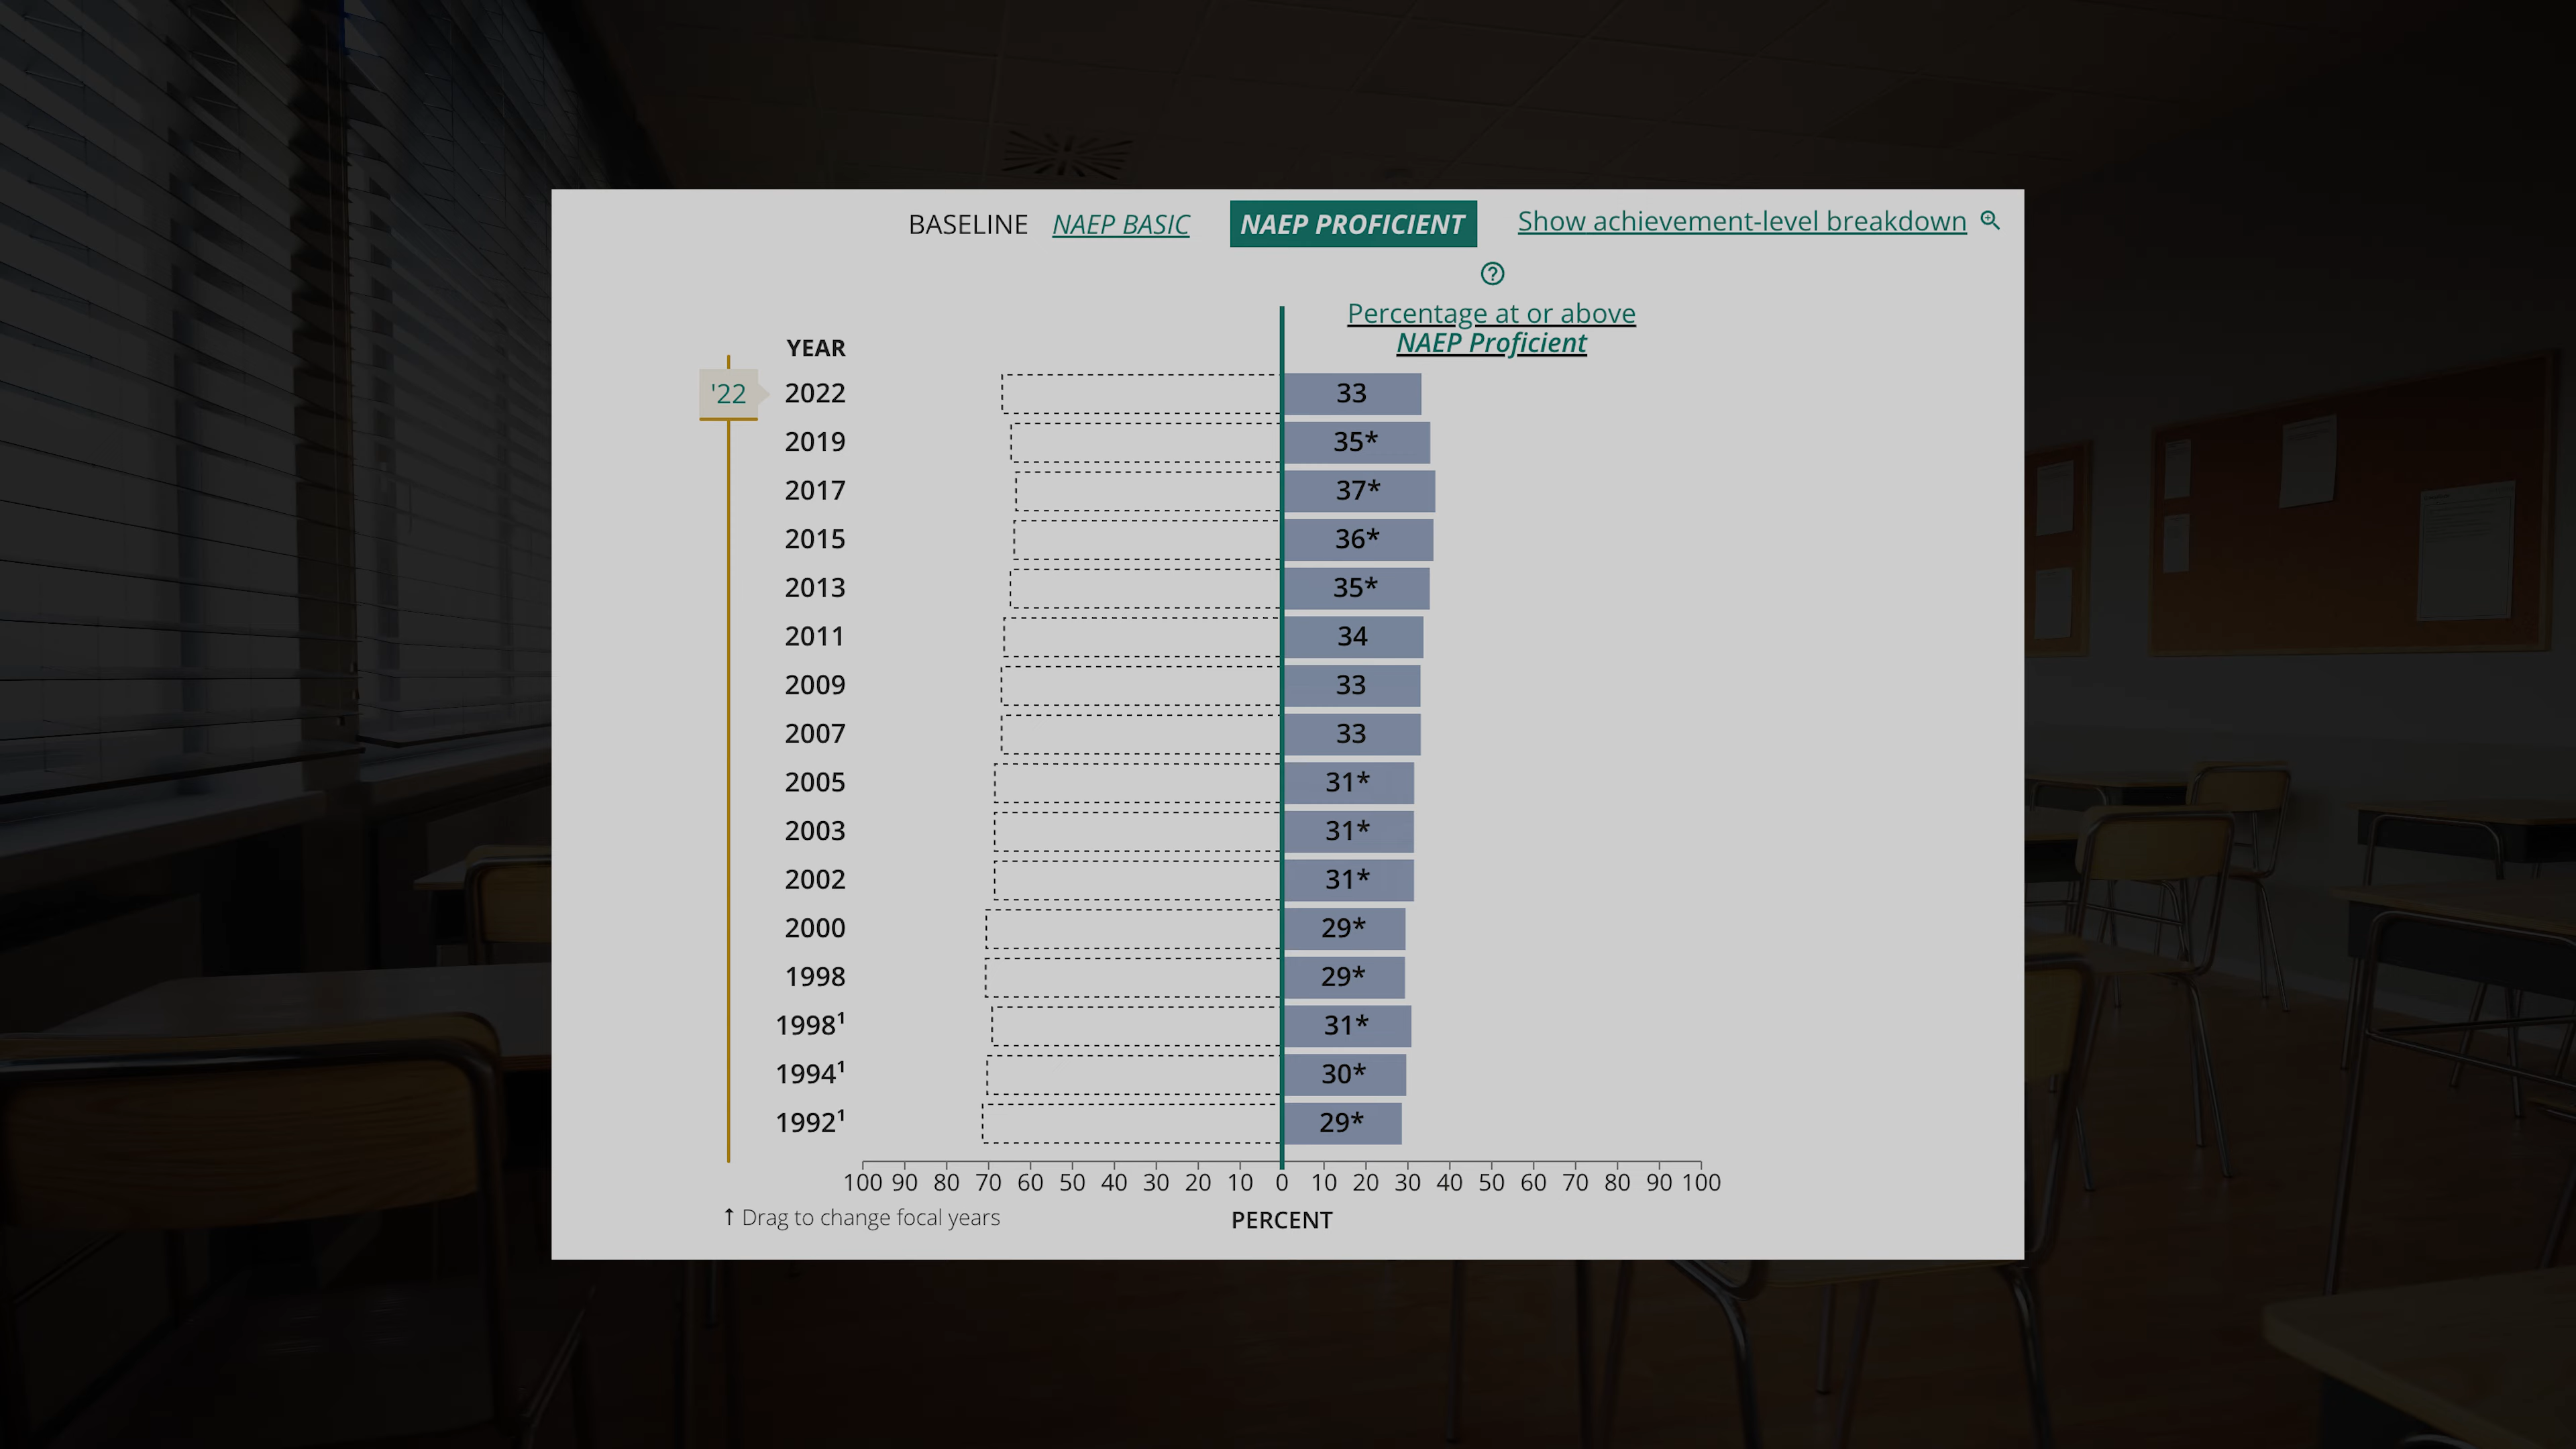 BASELINE NAEP BASIC NAEP PROFICIENT Show achievement-level breakdown
?
Percentage at or above
NAEP Proficient
YEAR
'22 2022 33
2019 35*
2017 37*
2015 36*
2013 35*
2011 34
2009 33
2007 33
2005 31*
2003 31*
2002 31*
2000 29*
1998 29*
1998¹ 31*
1994¹ 30*
1992¹ 29*
100 90 80 70 60 50 40 30 20 10 0 10 20 30 40 50 60 70 80 90 100
↑ Drag to change focal years PERCENT